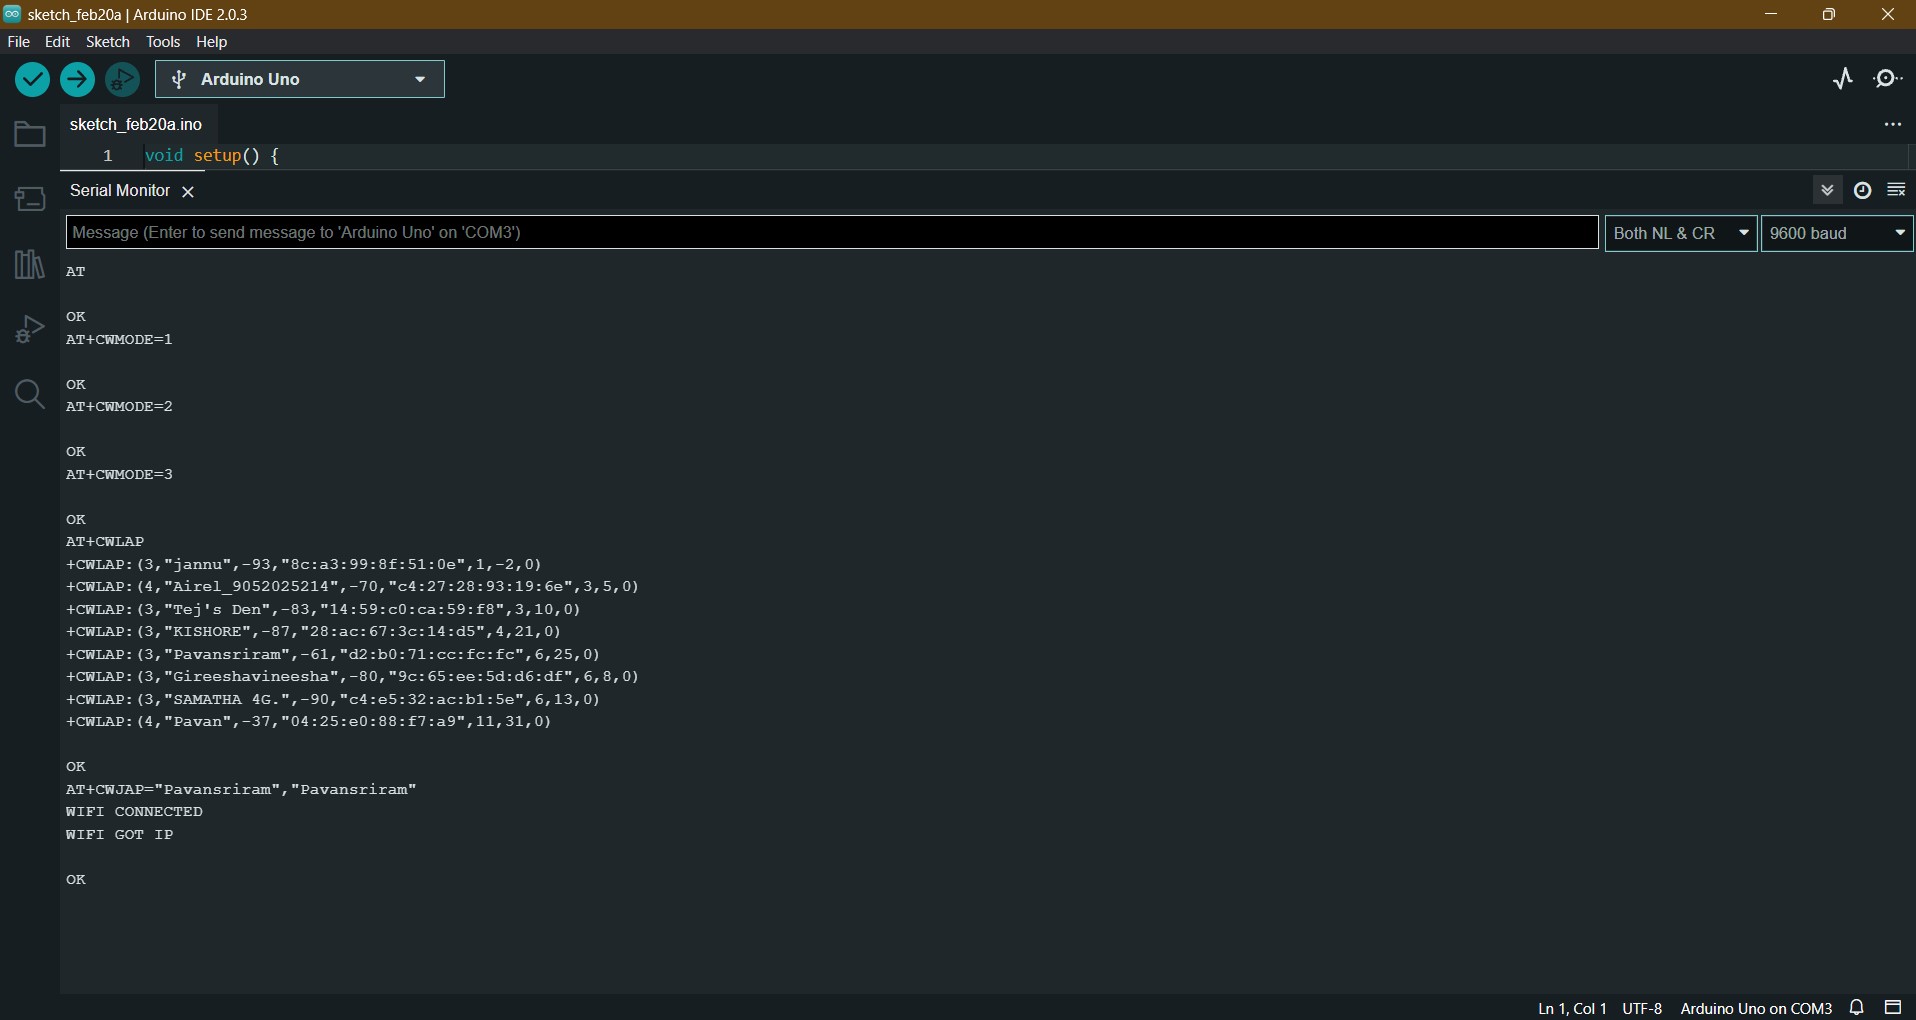 sketch_feb20a | Arduino IDE 2.0.3
File Edit Sketch Tools Help
Arduino Uno
sketch_feb20a.ino
1 void setup() {
Serial Monitor
Message (Enter to send message to 'Arduino Uno' on 'COM3')
Both NL & CR
9600 baud
AT
OK
AT+CWMODE=1
OK
AT+CWMODE=2
OK
AT+CWMODE=3
OK
AT+CWLAP
+CWLAP:(3,"jannu",-93,"8c:a3:99:8f:51:0e",1,-2,0)
+CWLAP:(4,"Airel_9052025214",-70,"c4:27:28:93:19:6e",3,5,0)
+CWLAP:(3,"Tej's Den",-83,"14:59:c0:ca:59:f8",3,10,0)
+CWLAP:(3,"KISHORE",-87,"28:ac:67:3c:14:d5",4,21,0)
+CWLAP:(3,"Pavansriram",-61,"d2:b0:71:cc:fc:fc",6,25,0)
+CWLAP:(3,"Gireeshavineesha",-80,"9c:65:ee:5d:d6:df",6,8,0)
+CWLAP:(3,"SAMATHA 4G.",-90,"c4:e5:32:ac:b1:5e",6,13,0)
+CWLAP:(4,"Pavan",-37,"04:25:e0:88:f7:a9",11,31,0)
OK
AT+CWJAP="Pavansriram","Pavansriram"
WIFI CONNECTED
WIFI GOT IP
OK
Ln 1, Col 1 UTF-8 Arduino Uno on COM3